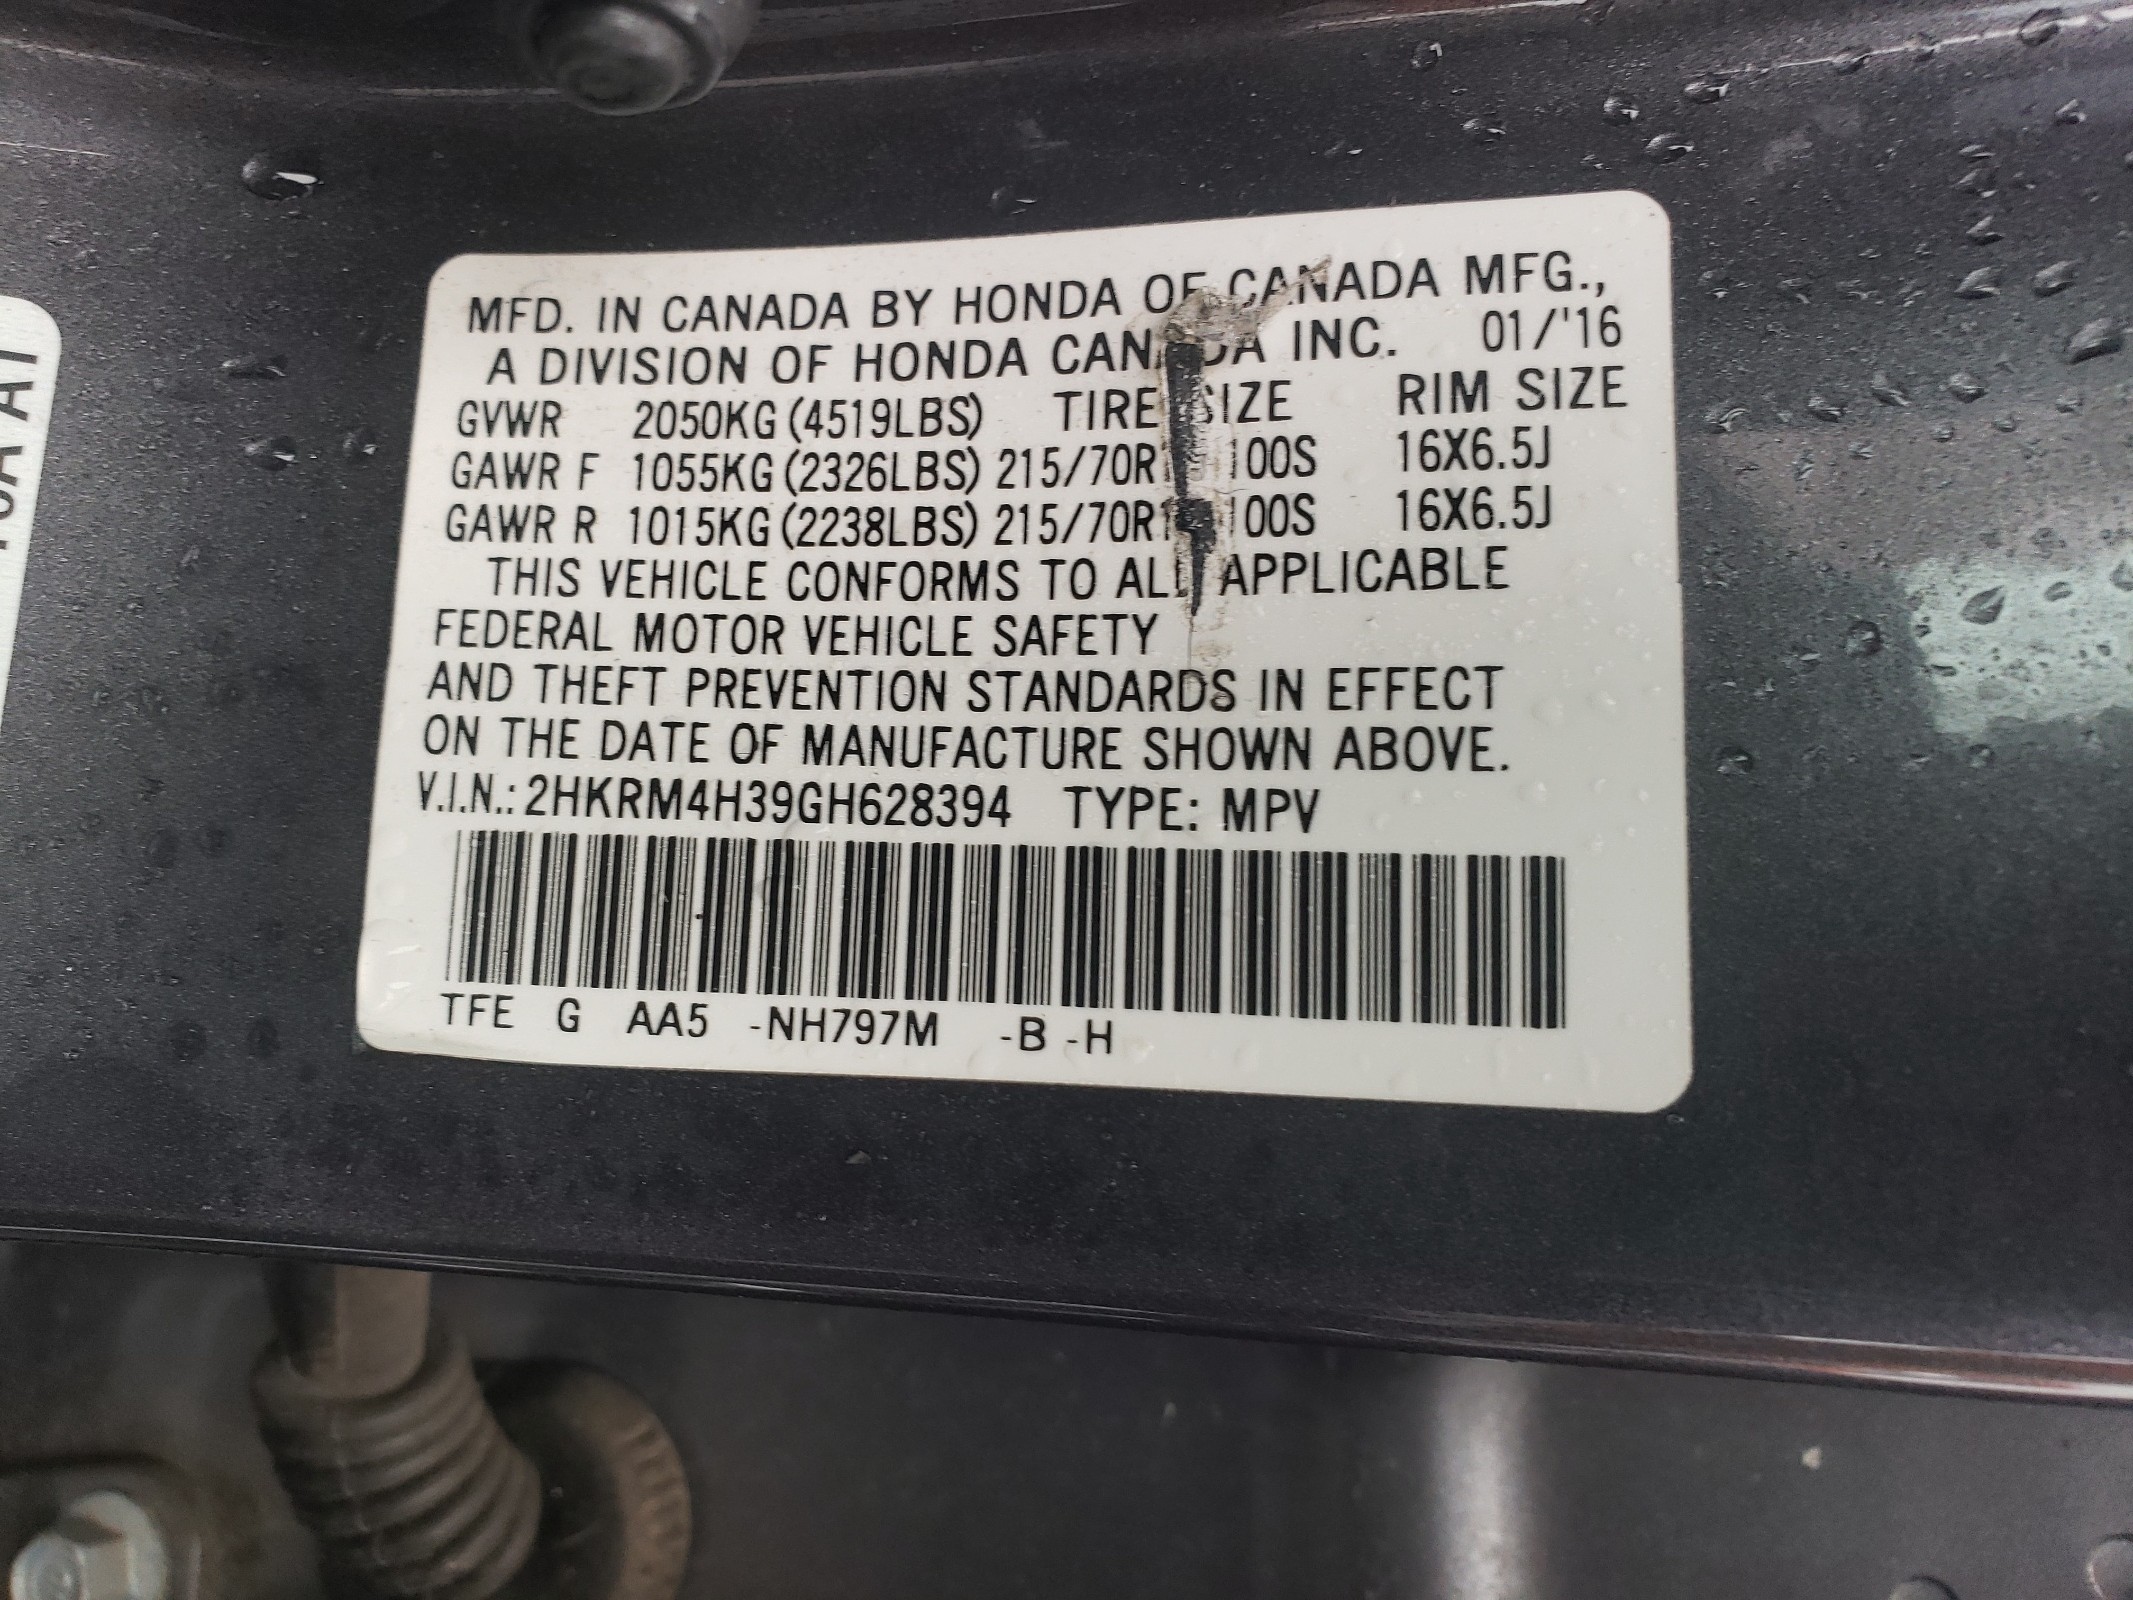 MFD. IN CANADA BY HONDA OF CANADA MFG.,
A DIVISION OF HONDA CANADA INC. 01/'16
GVWR 2050KG (4519LBS) TIRE SIZE RIM SIZE
GAWR F 1055KG (2326LBS) 215/70R16 100S 16X6.5J
GAWR R 1015KG (2238LBS) 215/70R16 100S 16X6.5J
THIS VEHICLE CONFORMS TO ALL APPLICABLE
FEDERAL MOTOR VEHICLE SAFETY
AND THEFT PREVENTION STANDARDS IN EFFECT
ON THE DATE OF MANUFACTURE SHOWN ABOVE.
V.I.N.: 2HKRM4H39GH628394 TYPE: MPV
TFE G AA5 -NH797M -B -H